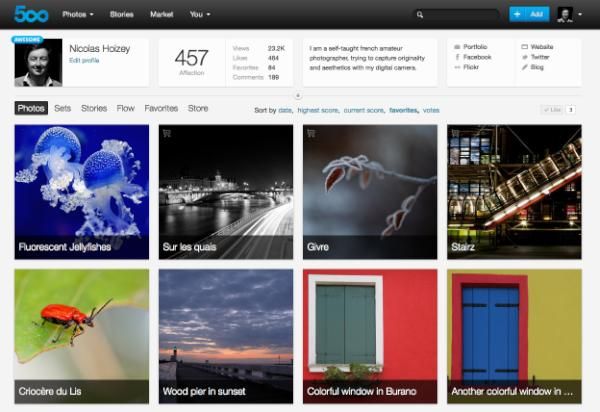 500
Photos
Stories
Market
You
Add
AWESOME
Nicolas Hoizey
Edit profile
457
Affection
Views 23.2K
Likes 464
Favorites 84
Comments 189
I am a self-taught french amateur
photographer, trying to capture originality
and aesthetics with my digital camera.
Portfolio
Facebook
Flickr
Website
Twitter
Blog
Photos Sets Stories Flow Favorites Store
Sort by date, highest score, current score, favorites, votes
Like 3
Fluorescent Jellyfishes
Sur les quais
Givre
Stairz
Criocère du Lis
Wood pier in sunset
Colorful window in Burano
Another colorful window in ...